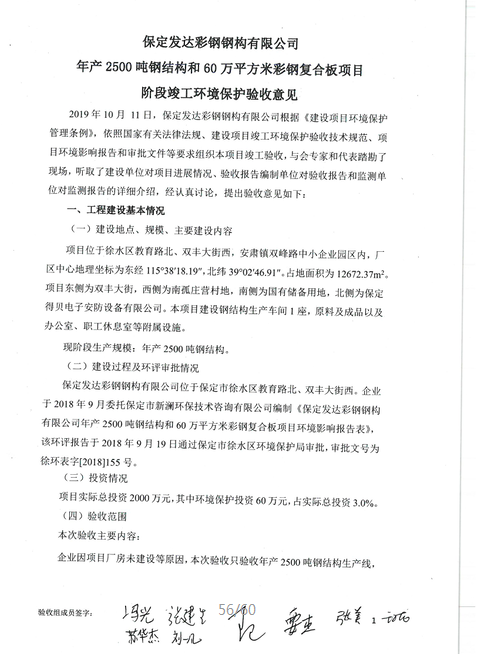 保定发达彩钢钢构有限公司
年产 2500 吨钢结构和 60 万平方米彩钢复合板项目
阶段竣工环境保护验收意见
2019 年 10 月 11 日，保定发达彩钢钢构有限公司根据《建设项目环境保护
管理条例》，依照国家有关法律法规、建设项目竣工环境保护验收技术规范、项
目环境影响报告和审批文件等要求组织本项目竣工验收，与会专家和代表踏勘了
现场，听取了建设单位对项目进展情况、验收报告编制单位对验收报告和监测单
位对监测报告的详细介绍，经认真讨论，提出验收意见如下：
一、工程建设基本情况
（一）建设地点、规模、主要建设内容
项目位于徐水区教育路北、双丰大街西，安肃镇双峰路中小企业园区内，厂
区中心地理坐标为东经 115°38′18.19″，北纬 39°02′46.91″。占地面积为 12672.37m²。
项目东侧为双丰大街，西侧为南孤庄营村地，南侧为国有储备用地，北侧为保定
得贝电子安防设备有限公司。本项目建设钢结构生产车间 1 座，原料及成品以及
办公室、职工休息室等附属设施。
现阶段生产规模：年产 2500 吨钢结构。
（二）建设过程及环评审批情况
保定发达彩钢钢构有限公司位于保定市徐水区教育路北、双丰大街西。企业
于 2018 年 9 月委托保定市新澜环保技术咨询有限公司编制《保定发达彩钢钢构
有限公司年产 2500 吨钢结构和 60 万平方米彩钢复合板项目环境影响报告表》，
该环评报告于 2018 年 9 月 19 日通过保定市徐水区环境保护局审批，审批文号为
徐环表字[2018]155 号。
（三）投资情况
项目实际总投资 2000 万元，其中环境保护投资 60 万元，占实际总投资 3.0%。
（四）验收范围
本次验收主要内容：
企业因项目厂房未建设等原因，本次验收只验收年产 2500 吨钢结构生产线，
验收组成员签字：
56/60
苏华杰